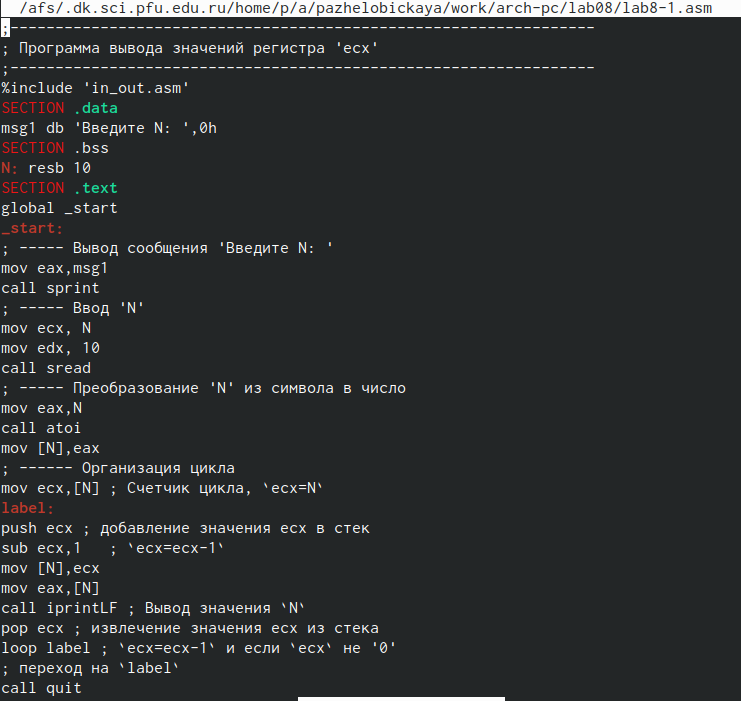 /afs/.dk.sci.pfu.edu.ru/home/p/a/pazhelobickaya/work/arch-pc/lab08/lab8-1.asm
;-----------------------------------------------------------------
; Программа вывода значений регистра 'ecx'
;-----------------------------------------------------------------
%include 'in_out.asm'
SECTION .data
msg1 db 'Введите N: ',0h
SECTION .bss
N: resb 10
SECTION .text
global _start
_start:
; ----- Вывод сообщения 'Введите N: '
mov eax,msg1
call sprint
; ----- Ввод 'N'
mov ecx, N
mov edx, 10
call sread
; ----- Преобразование 'N' из символа в число
mov eax,N
call atoi
mov [N],eax
; ------ Организация цикла
mov ecx,[N] ; Счетчик цикла, `ecx=N`
label:
push ecx ; добавление значения ecx в стек
sub ecx,1   ; `ecx=ecx-1`
mov [N],ecx
mov eax,[N]
call iprintLF ; Вывод значения `N`
pop ecx ; извлечение значения ecx из стека
loop label ; `ecx=ecx-1` и если `ecx` не '0'
; переход на `label`
call quit